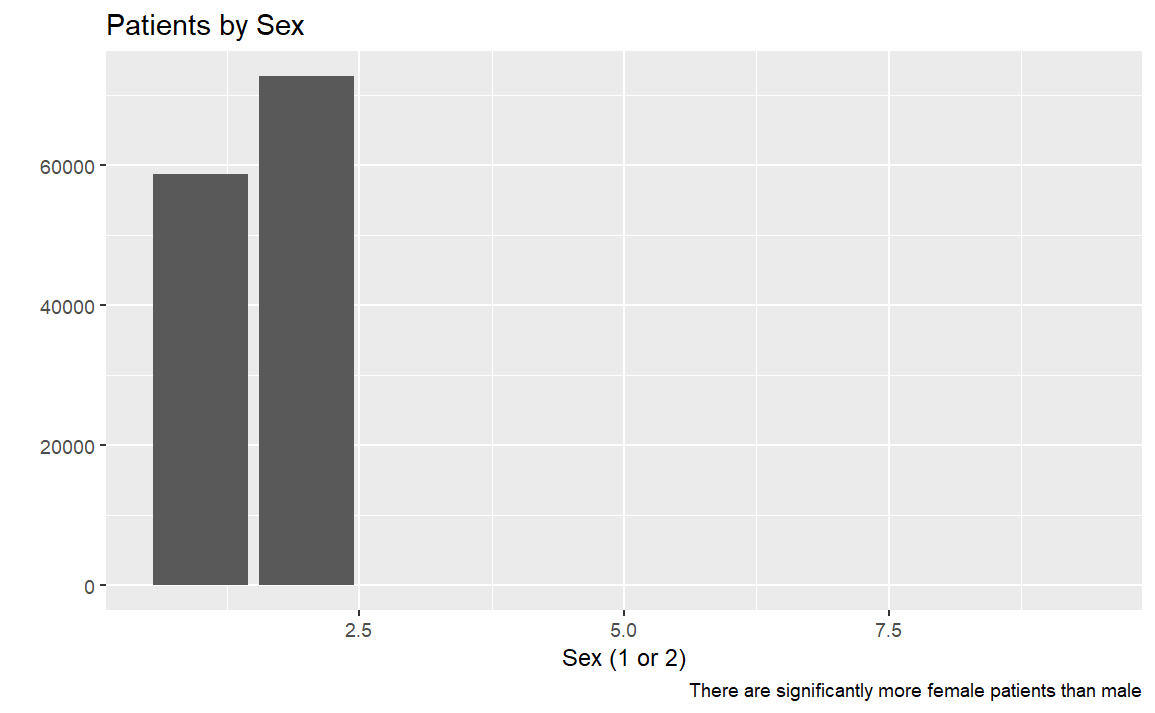 Patients by Sex
60000
40000
20000
0
2.5 5.0 7.5
Sex (1 or 2)
There are significantly more female patients than male